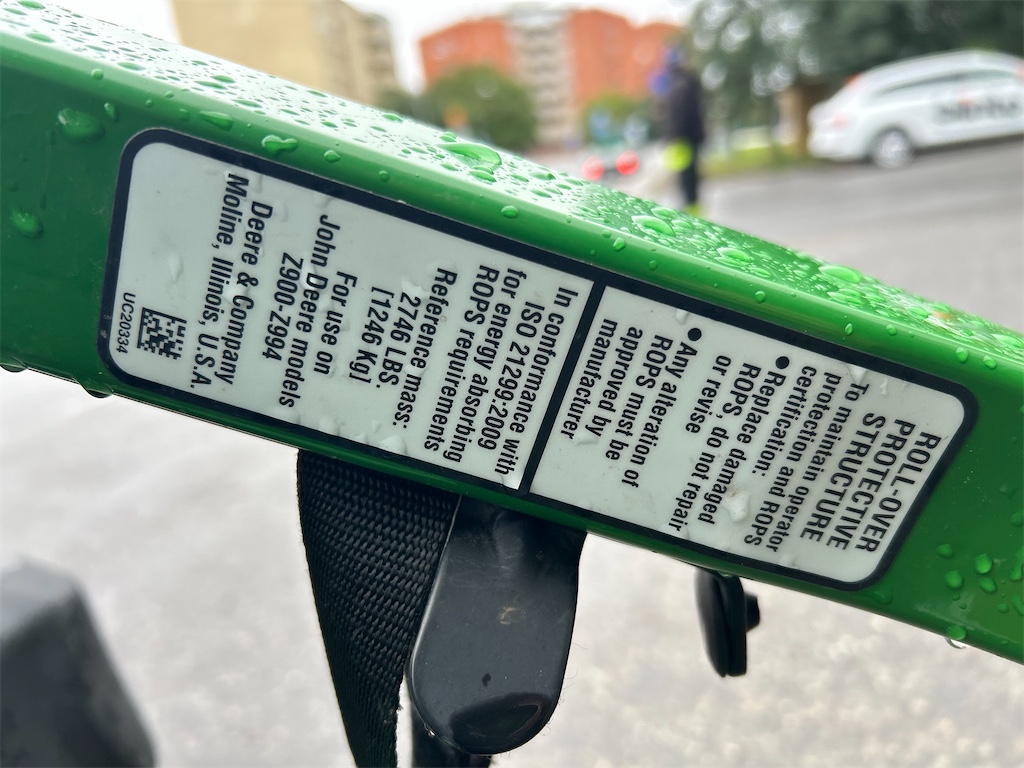 ROLL-OVER
PROTECTIVE
STRUCTURE
To maintain operator
protection and ROPS
certification:
• Replace damaged
ROPS, do not repair
or revise
• Any alteration of
ROPS must be
approved by
manufacturer
In conformance with
ISO 21299:2009
for energy absorbing
ROPS requirements
Reference mass:
2746 LBS
[1246 Kg]
For use on
John Deere models
Z900-Z994
Deere & Company
Moline, Illinois, U.S.A.
UC20334